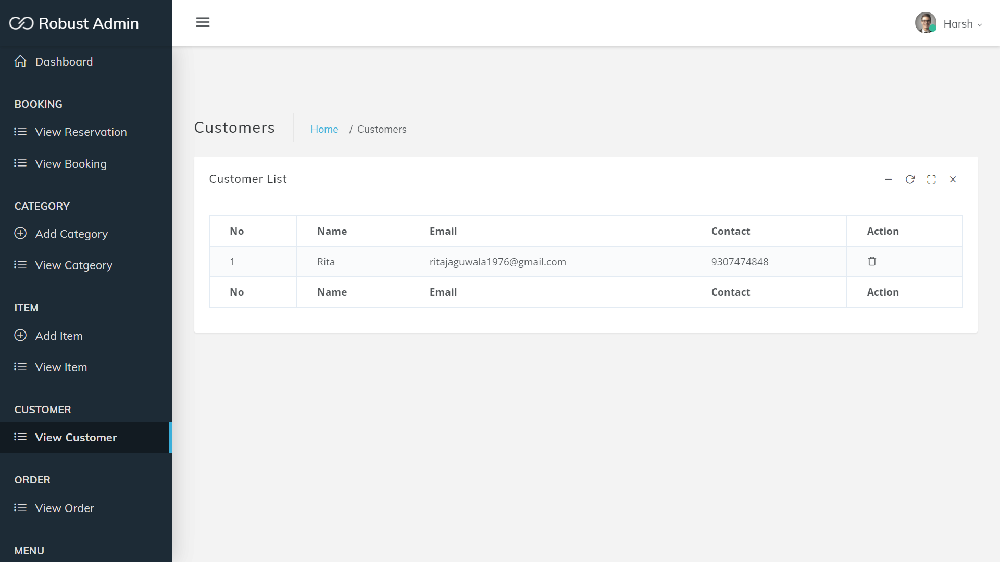 Robust Admin
Harsh
Dashboard
BOOKING
View Reservation
View Booking
CATEGORY
Add Category
View Catgeory
ITEM
Add Item
View Item
CUSTOMER
View Customer
ORDER
View Order
MENU
Customers
Home / Customers
Customer List
No Name Email Contact Action
1 Rita ritajaguwala1976@gmail.com 9307474848
No Name Email Contact Action